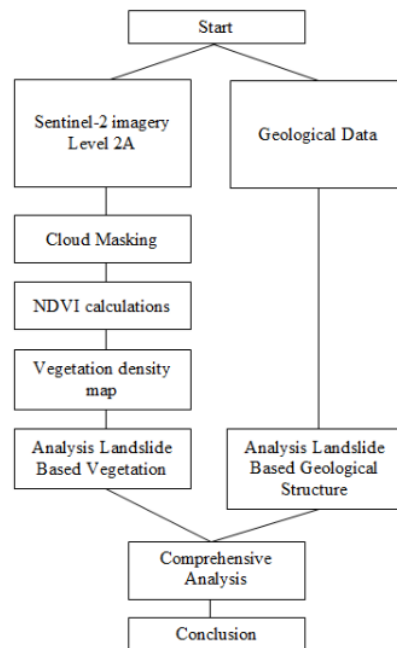 Start
Sentinel-2 imagery
Level 2A
Geological Data
Cloud Masking
NDVI calculations
Vegetation density
map
Analysis Landslide
Based Vegetation
Analysis Landslide
Based Geological
Structure
Comprehensive
Analysis
Conclusion